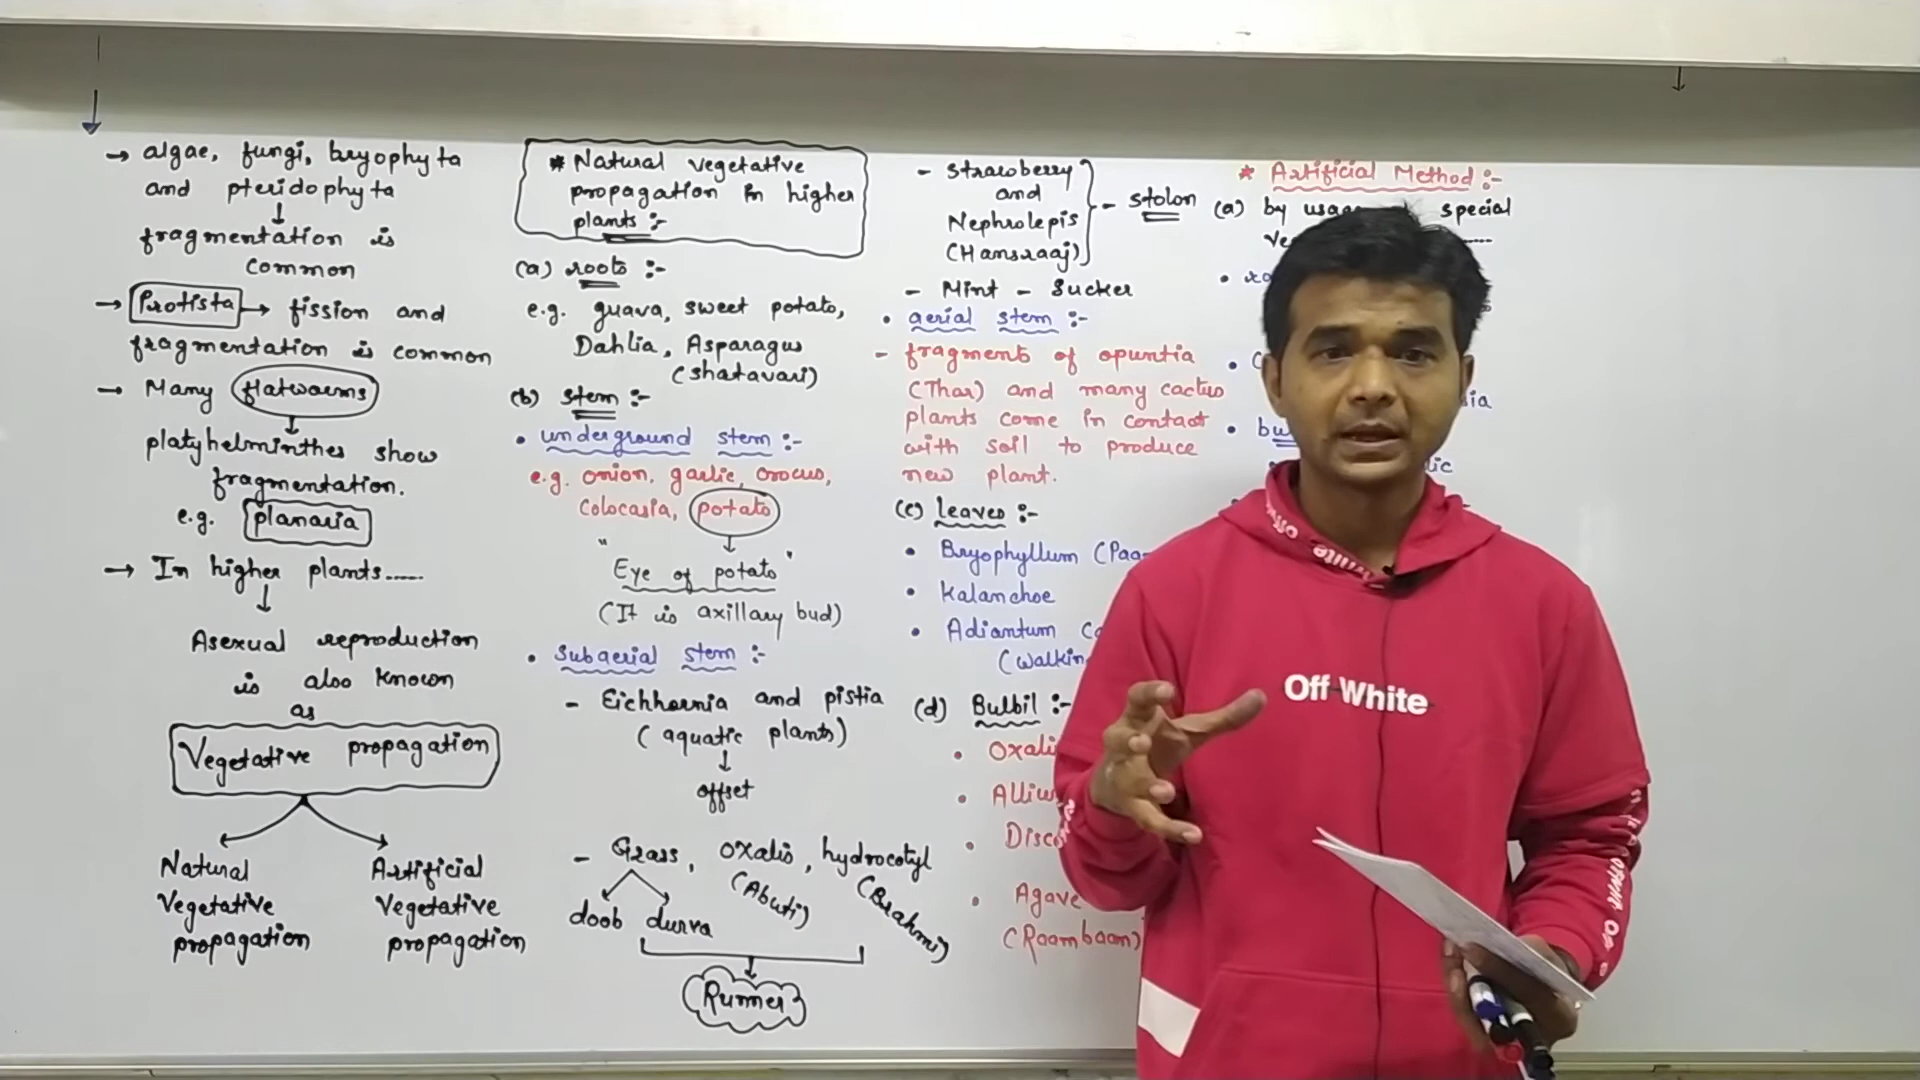 → algae, fungi, bryophyta
and pteridophyta
↓
fragmentation is
common
→ Protista → fission and
fragmentation is common
→ Many flatworms
↓
platyhelminthes show
fragmentation.
e.g. planaria
→ In higher plants......
↓
Asexual reproduction
is also known
as
Vegetative propagation
Natural
Vegetative
propagation
Artificial
Vegetative
propagation
* Natural vegetative
propagation in higher
plants :-
(a) roots :-
e.g. guava, sweet potato,
Dahlia, Asparagus
(shatavari)
(b) stem :-
• underground stem :-
e.g. onion, garlic, crocus,
colocasia, potato
↓
"Eye of potato"
(It is axillary bud)
• Subaerial stem :-
- Eichhornia and pistia
(aquatic plants)
↓
offset
- Grass, oxalis, hydrocotyl
(Abuti) (Brahmi)
doob durva
Runner
- Strawberry
and
Nephrolepis
(Hansraaj)
- stolon
- Mint - Sucker
• aerial stem :-
- fragments of opuntia
(Thar) and many cactus
plants come in contact
with soil to produce
new plant.
(c) leaves :-
• Bryophyllum (
• Kalanchoe
• Adiantum
(d) Bulbil :-
• Agave
(Raambaan)
* Artificial Method :-
(a) by special
Off White